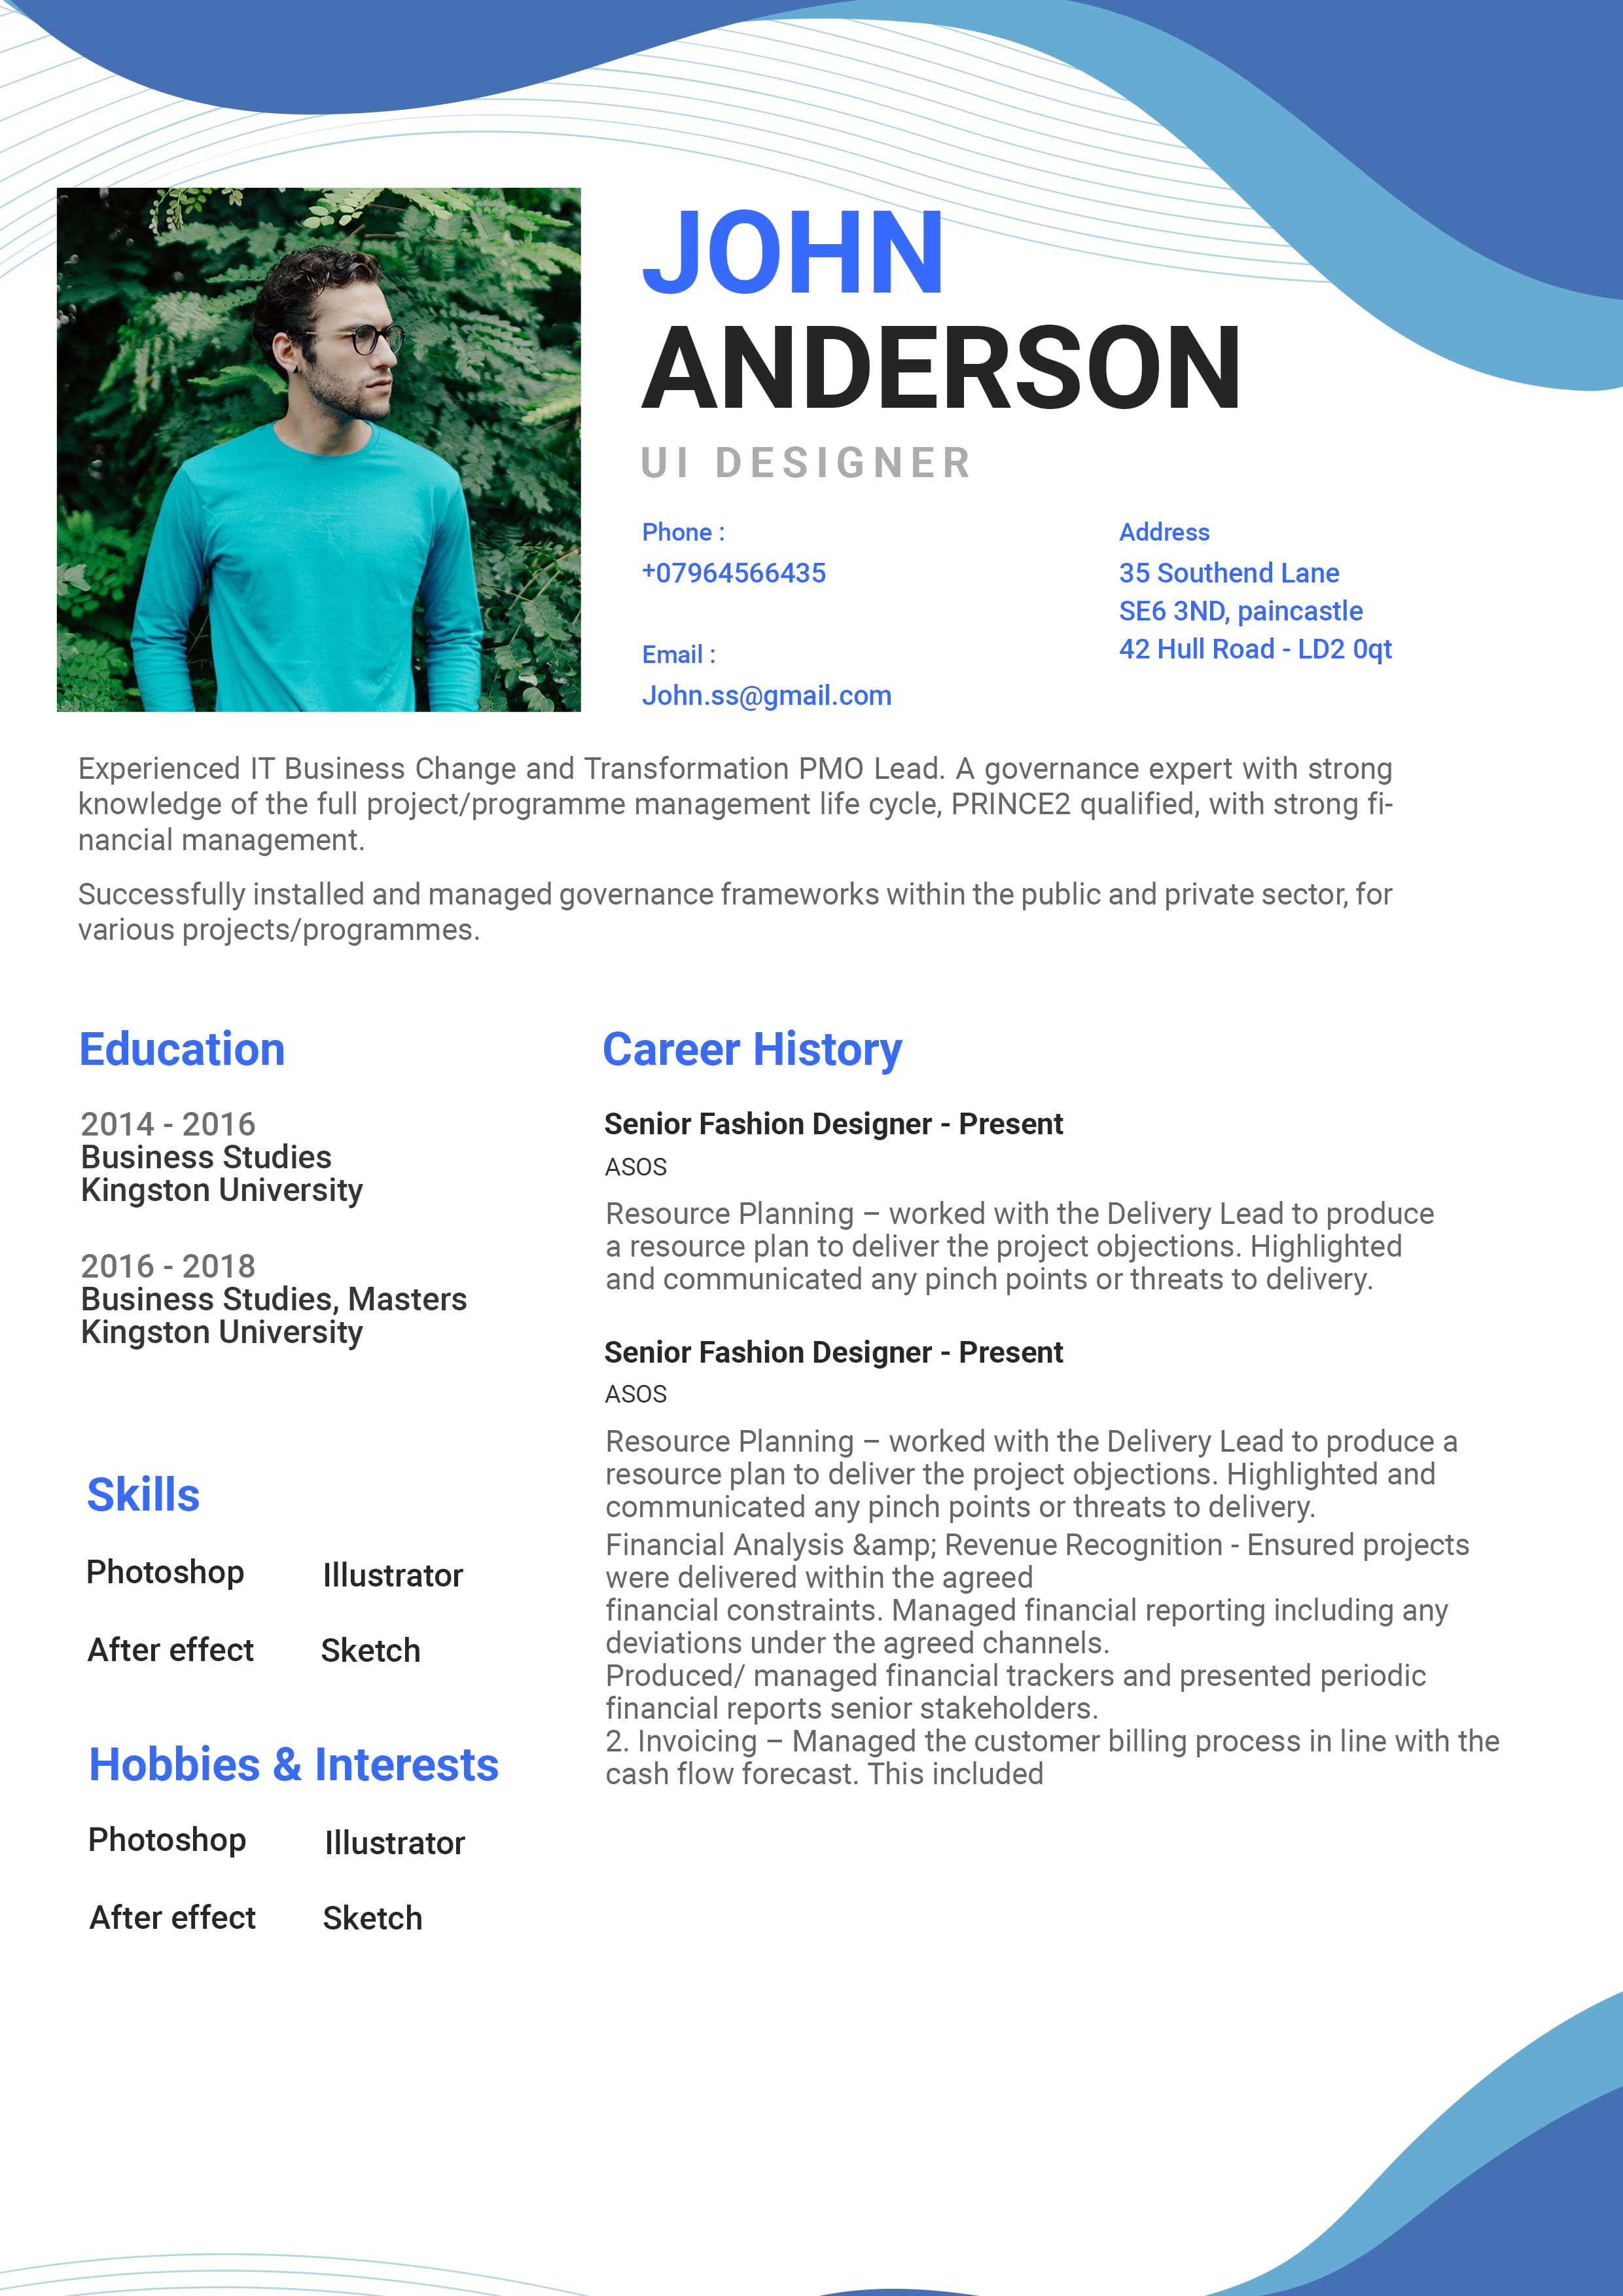 JOHN
ANDERSON
UI DESIGNER
Phone :
+07964566435
Email :
John.ss@gmail.com
Address
35 Southend Lane
SE6 3ND, paincastle
42 Hull Road - LD2 0qt
Experienced IT Business Change and Transformation PMO Lead. A governance expert with strong
knowledge of the full project/programme management life cycle, PRINCE2 qualified, with strong fi-
nancial management.
Successfully installed and managed governance frameworks within the public and private sector, for
various projects/programmes.
Education
2014 - 2016
Business Studies
Kingston University
2016 - 2018
Business Studies, Masters
Kingston University
Skills
Photoshop Illustrator
After effect Sketch
Hobbies & Interests
Photoshop Illustrator
After effect Sketch
Career History
Senior Fashion Designer - Present
ASOS
Resource Planning – worked with the Delivery Lead to produce
a resource plan to deliver the project objections. Highlighted
and communicated any pinch points or threats to delivery.
Senior Fashion Designer - Present
ASOS
Resource Planning – worked with the Delivery Lead to produce a
resource plan to deliver the project objections. Highlighted and
communicated any pinch points or threats to delivery.
Financial Analysis &amp; Revenue Recognition - Ensured projects
were delivered within the agreed
financial constraints. Managed financial reporting including any
deviations under the agreed channels.
Produced/ managed financial trackers and presented periodic
financial reports senior stakeholders.
2. Invoicing – Managed the customer billing process in line with the
cash flow forecast. This included